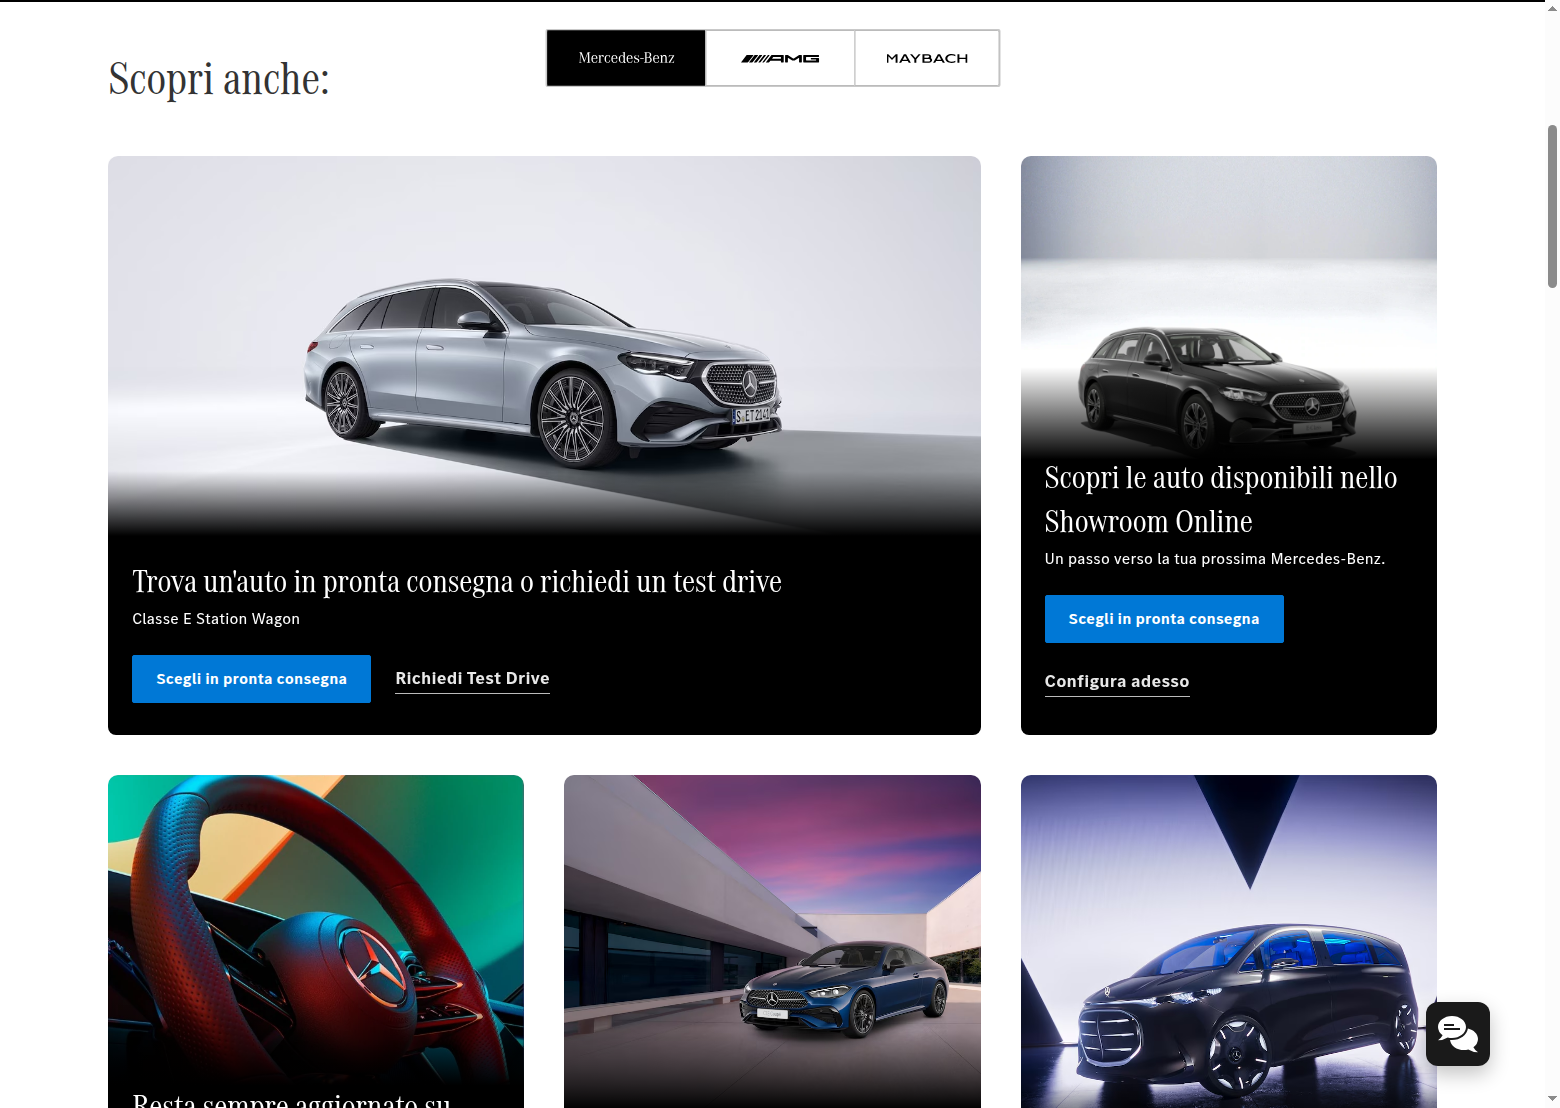 Mercedes-Benz
AMG
MAYBACH
Scopri anche:
S ET2141
Trova un'auto in pronta consegna o richiedi un test drive
Classe E Station Wagon
Scegli in pronta consegna
Richiedi Test Drive
Scopri le auto disponibili nello
Showroom Online
Un passo verso la tua prossima Mercedes-Benz.
Scegli in pronta consegna
Configura adesso
Resta sempre aggiornato su